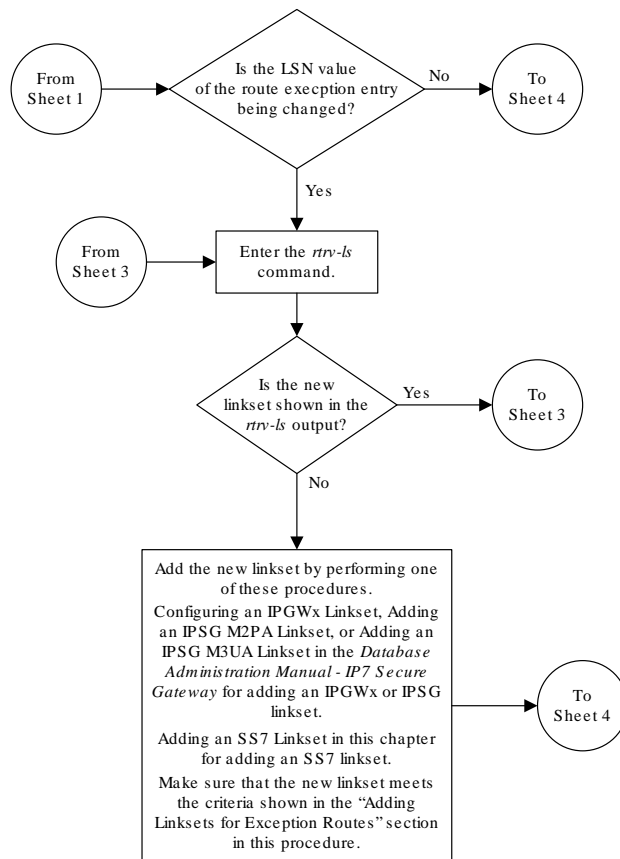 From
Sheet 1
Is the LSN value
of the route execption entry
being changed?
No
To
Sheet 4
Yes
From
Sheet 3
Enter the rtrv-ls
command.
Is the new
linkset shown in the
rtrv-ls output?
Yes
To
Sheet 3
No
Add the new linkset by performing one
of these procedures.
Configuring an IPGWx Linkset, Adding
an IPSG M2PA Linkset, or Adding an
IPSG M3UA Linkset in the Database
Administration Manual - IP7 Secure
Gateway for adding an IPGWx or IPSG
linkset.
Adding an SS7 Linkset in this chapter
for adding an SS7 linkset.
Make sure that the new linkset meets
the criteria shown in the “Adding
Linksets for Exception Routes” section
in this procedure.
To
Sheet 4